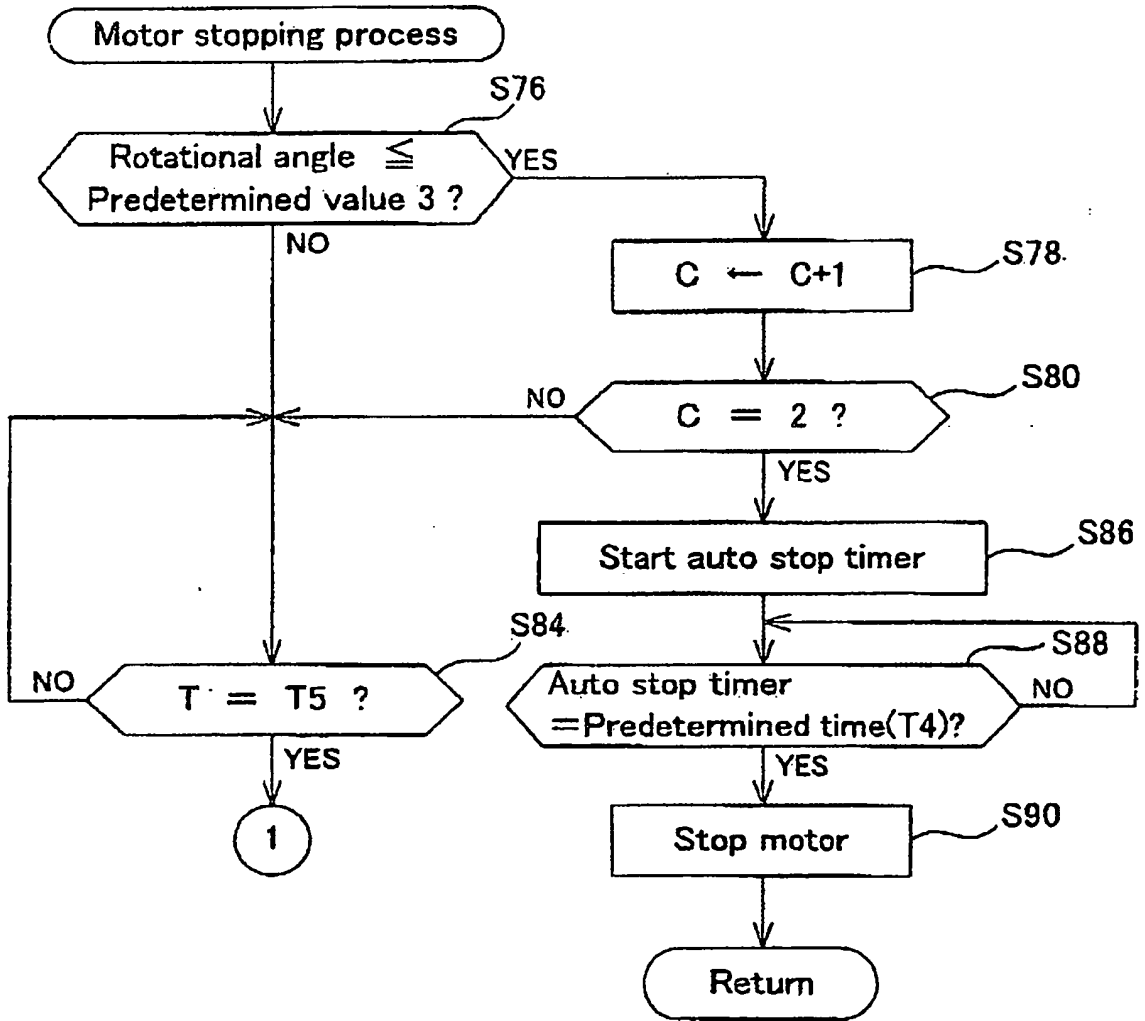 Motor stopping process
S76
Rotational angle ≦
Predetermined value 3 ?
YES
NO
C ← C+1
S78
NO
C = 2 ?
S80
YES
Start auto stop timer
S86
S84
NO
T = T5 ?
YES
1
S88
Auto stop timer
=Predetermined time(T4)?
NO
YES
Stop motor
S90
Return